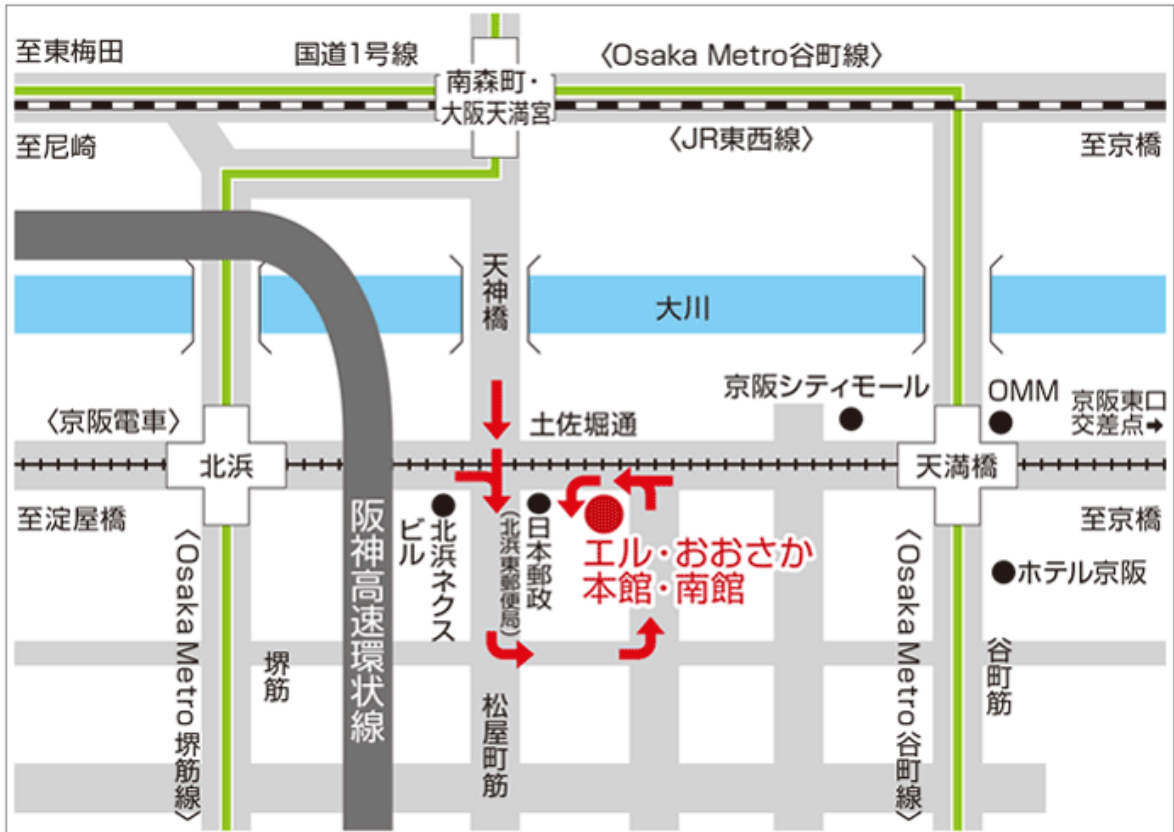 至東梅田
国道1号線
〈Osaka Metro谷町線〉
南森町・
大阪天満宮
至尼崎
〈JR東西線〉
至京橋
天神橋
大川
京阪シティモール
OMM
京阪東口
交差点➡
〈京阪電車〉
土佐堀通
北浜
天満橋
至淀屋橋
至京橋
北浜ネクス
ビル
日本郵政
(北浜東郵便局)
エル・おおさか
本館・南館
ホテル京阪
阪神高速環状線
〈Osaka Metro堺筋線〉
堺筋
松屋町筋
〈Osaka Metro谷町線〉
谷町筋